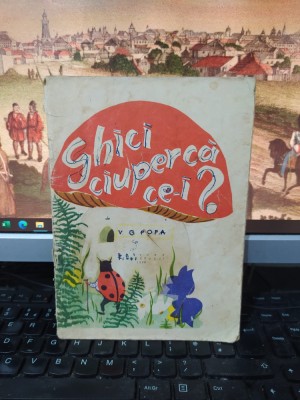 Ghici
ciupercă
ce-i?
V G POPA